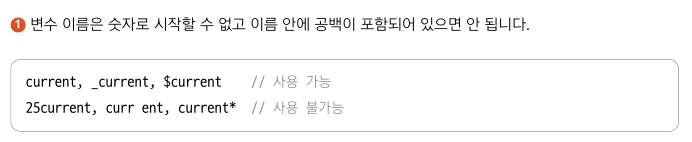 1 변수 이름은 숫자로 시작할 수 없고 이름 안에 공백이 포함되어 있으면 안 됩니다.
current, _current, $current // 사용 가능
25current, curr ent, current* // 사용 불가능